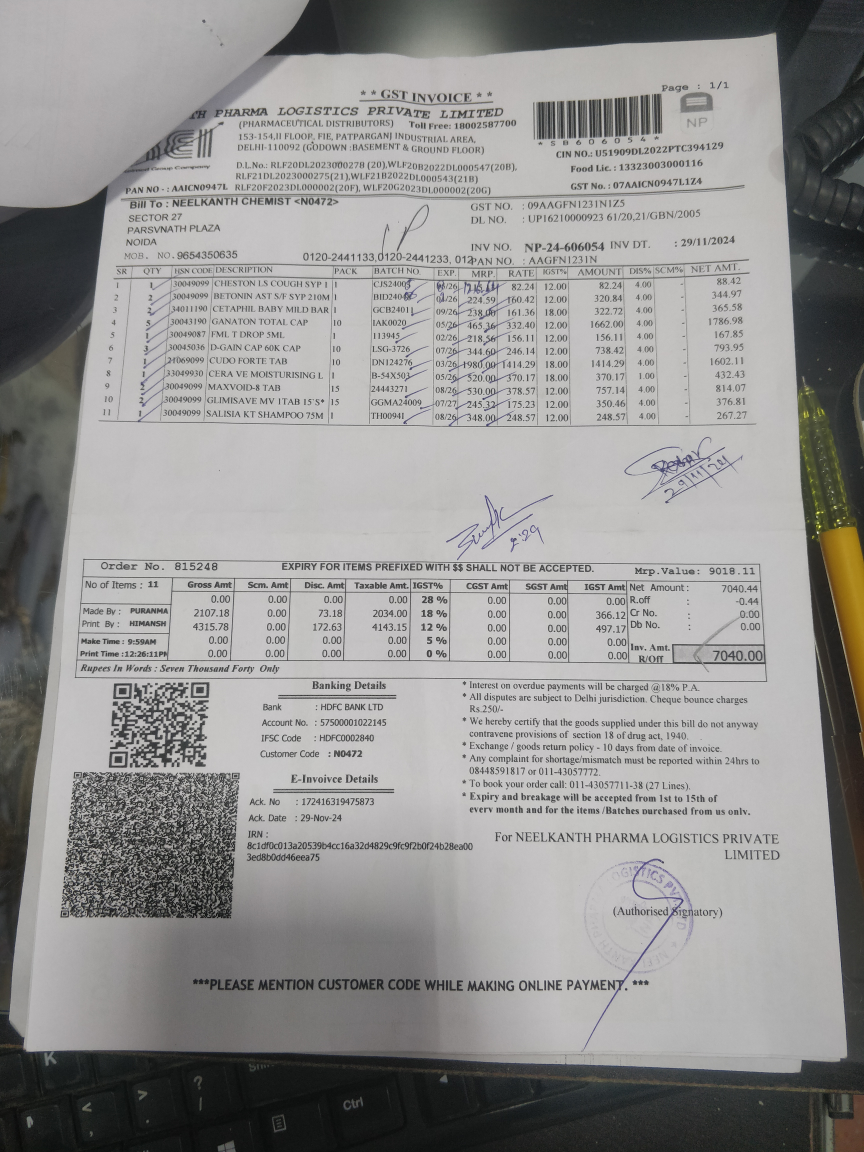 * * GST INVOICE * *
Page : 1/1
TH PHARMA LOGISTICS PRIVATE LIMITED
(PHARMACEUTICAL DISTRIBUTORS) Toll Free: 18002587700
153-154,II FLOOR, FIE, PATPARGANJ INDUSTRIAL AREA,
DELHI-110092 (GODOWN :BASEMENT & GROUND FLOOR)
D.L.No.: RLF20DL2023000278 (20),WLF20B2022DL000547(20B),
RLF21DL2023000275(21),WLF21B2022DL000543(21B)
PAN NO - : AAICN0947L RLF20F2023DL000002(20F), WLF20G2023DL000002(20G)
* S B 6 0 6 0 5 4 *
NP
CIN NO.: U51909DL2022PTC394129
Food Lic.: 13323003000116
GST No. : 07AAICN0947L1Z4
Bill To : NEELKANTH CHEMIST <N0472>
SECTOR 27
PARSVNATH PLAZA
NOIDA
MOB. NO. 9654350635
0120-2441133,0120-2441233, 012
GST NO. : 09AAGFN1231N1Z5
DL NO. : UP16210000923 61/20,21/GBN/2005
INV NO. NP-24-606054 INV DT. : 29/11/2024
PAN NO. : AAGFN1231N
SR QTY HSN CODE DESCRIPTION PACK BATCH NO. EXP. MRP. RATE IGST% AMOUNT DIS% SCM% NET AMT.
1 1 30049099 CHESTON LS COUGH SYP 1 1 /26 82.24 12.00 82.24 4.00 - 88.42
2 2 30049099 BETONIN AST S/F SYP 210M 1 /26 224.59 160.42 12.00 320.84 4.00 - 344.97
3 2 34011190 CETAPHIL BABY MILD BAR 1 GCB24011 09/26 238.00 161.36 18.00 322.72 4.00 - 365.58
4 5 30043190 GANATON TOTAL CAP 10 IAK0020 05/26 465.36 332.40 12.00 1662.00 4.00 - 1786.98
5 1 30049087 FML T DROP 5ML 1 113945 02/26 218.56 156.11 12.00 156.11 4.00 - 167.85
6 3 30045036 D-GAIN CAP 60K CAP 10 LSG-3726 07/26 344.60 246.14 12.00 738.42 4.00 - 793.95
7 1 21069099 CUDO FORTE TAB 10 DN124276 03/26 1980.00 1414.29 18.00 1414.29 4.00 - 1602.11
8 1 33049930 CERA VE MOISTURISING L 1 B-54X503 05/26 520.00 370.17 18.00 370.17 1.00 - 432.43
9 2 30049099 MAXVOID-8 TAB 15 24443271 08/26 530.00 378.57 12.00 757.14 4.00 - 814.07
10 2 30049099 GLIMISAVE MV 1TAB 15'S* 15 GGMA24009 07/27 245.32 175.23 12.00 350.46 4.00 - 376.81
11 1 30049099 SALISIA KT SHAMPOO 75M 1 TH00941 08/26 348.00 248.57 12.00 248.57 4.00 - 267.27
29/11/24
Order No. 815248 EXPIRY FOR ITEMS PREFIXED WITH $$ SHALL NOT BE ACCEPTED. Mrp.Value: 9018.11
No of Items : 11 Gross Amt Scm. Amt Disc. Amt Taxable Amt. IGST% CGST Amt SGST Amt IGST Amt Net Amount: 7040.44
0.00 0.00 0.00 0.00 28 % 0.00 0.00 0.00 R.off : -0.44
Made By : PURANMA 2107.18 0.00 73.18 2034.00 18 % 0.00 0.00 366.12 Cr No. : 0.00
Print By : HIMANSH 4315.78 0.00 172.63 4143.15 12 % 0.00 0.00 497.17 Db No. : 0.00
Make Time : 9:59AM 0.00 0.00 0.00 0.00 5 % 0.00 0.00 0.00
Print Time :12:26:11PM 0.00 0.00 0.00 0.00 0 % 0.00 0.00 0.00 Inv. Amt. R/Off 7040.00
Rupees In Words : Seven Thousand Forty Only
Banking Details
Bank : HDFC BANK LTD
Account No. : 57500001022145
IFSC Code : HDFC0002840
Customer Code : N0472
E-Invoivce Details
Ack. No : 172416319475873
Ack. Date : 29-Nov-24
IRN :
8c1df0c013a20539b4cc16a32d4829c9fc9f2b0f24b28ea00
3ed8b0dd46eea75
* Interest on overdue payments will be charged @18% P.A.
* All disputes are subject to Delhi jurisdiction. Cheque bounce charges
Rs.250/-
* We hereby certify that the goods supplied under this bill do not anyway
contravene provisions of section 18 of drug act, 1940.
* Exchange / goods return policy - 10 days from date of invoice.
* Any complaint for shortage/mismatch must be reported within 24hrs to
08448591817 or 011-43057772.
* To book your order call: 011-43057711-38 (27 Lines).
* Expiry and breakage will be accepted from 1st to 15th of
every month and for the items /Batches purchased from us only.
For NEELKANTH PHARMA LOGISTICS PRIVATE
LIMITED
(Authorised Signatory)
***PLEASE MENTION CUSTOMER CODE WHILE MAKING ONLINE PAYMENT. ***
K
Ctrl